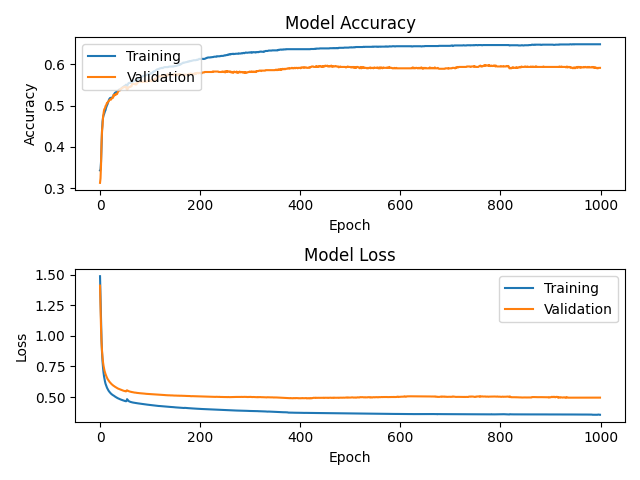 Model Accuracy
Training
Validation
0.6
0.5
0.4
0.3
Accuracy
0 200 400 600 800 1000
Epoch
Model Loss
Training
Validation
1.50
1.25
1.00
0.75
0.50
Loss
0 200 400 600 800 1000
Epoch